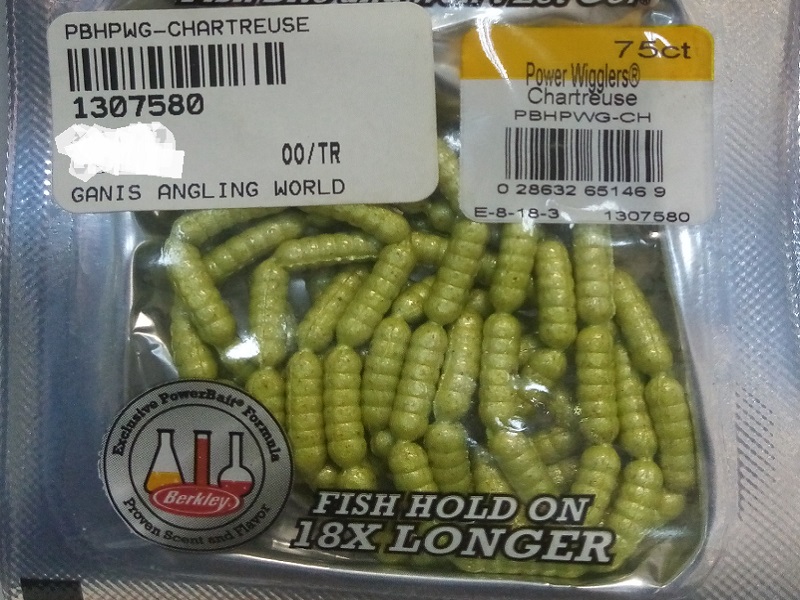 PBHPWG-CHARTREUSE
1307580
00/TR
GANIS ANGLING WORLD
75ct
Power Wigglers®
Chartreuse
PBHPWG-CH
0 28632 65146 9
E-8-18-3 1307580
Exclusive PowerBait® Formula
Berkley
Proven Scent and Flavor
FISH HOLD ON
18X LONGER